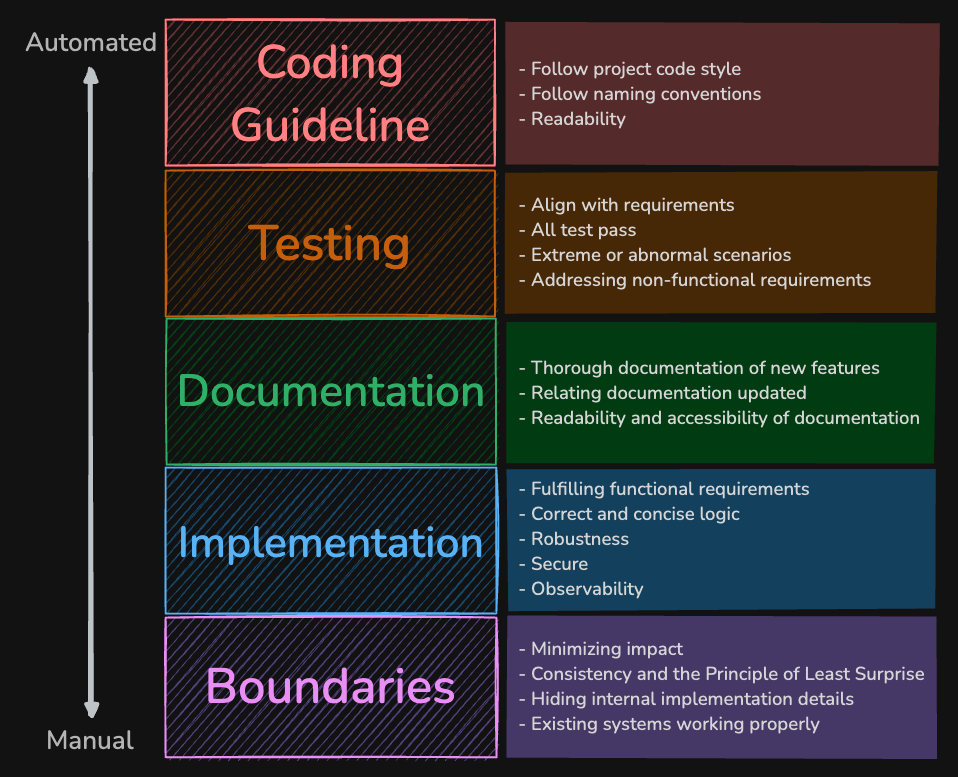 Automated
Coding
Guideline
- Follow project code style
- Follow naming conventions
- Readability
Testing
- Align with requirements
- All test pass
- Extreme or abnormal scenarios
- Addressing non-functional requirements
Documentation
- Thorough documentation of new features
- Relating documentation updated
- Readability and accessibility of documentation
Implementation
- Fulfilling functional requirements
- Correct and concise logic
- Robustness
- Secure
- Observability
Boundaries
- Minimizing impact
- Consistency and the Principle of Least Surprise
- Hiding internal implementation details
- Existing systems working properly
Manual